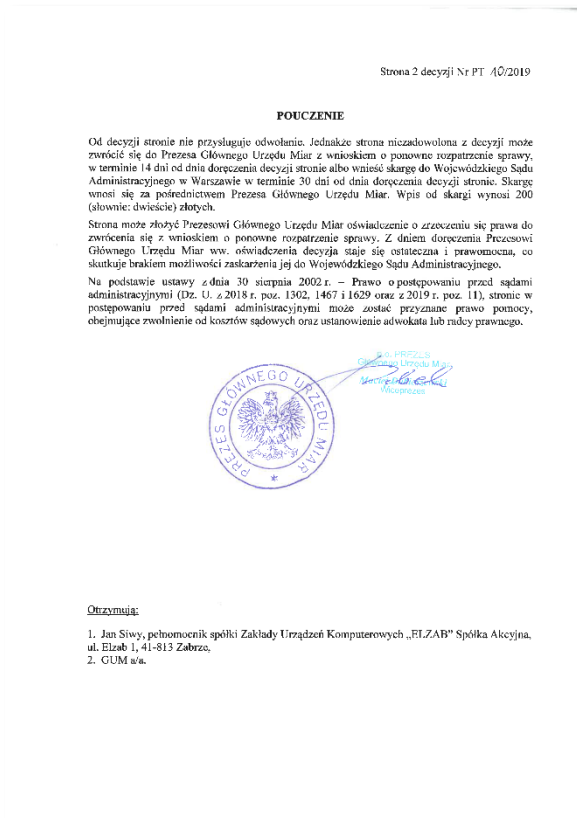 Strona 2 decyzji Nr PT 10/2019
POUCZENIE
Od decyzji stronie nie przysługuje odwołanie. Jednakże strona niezadowolona z decyzji może
zwrócić się do Prezesa Głównego Urzędu Miar z wnioskiem o ponowne rozpatrzenie sprawy,
w terminie 14 dni od dnia doręczenia decyzji stronie albo wnieść skargę do Wojewódzkiego Sądu
Administracyjnego w Warszawie w terminie 30 dni od dnia doręczenia decyzji stronie. Skargę
wnosi się za pośrednictwem Prezesa Głównego Urzędu Miar. Wpis od skargi wynosi 200
(słownie: dwieście) złotych.
Strona może złożyć Prezesowi Głównego Urzędu Miar oświadczenie o zrzeczeniu się prawa do
zwrócenia się z wnioskiem o ponowne rozpatrzenie sprawy. Z dniem doręczenia Prezesowi
Głównego Urzędu Miar ww. oświadczenia decyzja staje się ostateczna i prawomocna, co
skutkuje brakiem możliwości zaskarżenia jej do Wojewódzkiego Sądu Administracyjnego.
Na podstawie ustawy z dnia 30 sierpnia 2002 r. – Prawo o postępowaniu przed sądami
administracyjnymi (Dz. U. z 2018 r. poz. 1302, 1467 i 1629 oraz z 2019 r. poz. 11), stronie w
postępowaniu przed sądami administracyjnymi może zostać przyznane prawo pomocy,
obejmujące zwolnienie od kosztów sądowych oraz ustanowienie adwokata lub radcy prawnego.
p.o. PREZES
Głównego Urzędu Miar
Wiceprezes
PREZES GŁÓWNEGO URZĘDU MIAR
Otrzymują:
1. Jan Siwy, pełnomocnik spółki Zakłady Urządzeń Komputerowych „ELZAB” Spółka Akcyjna,
ul. Elzab 1, 41-813 Zabrze,
2. GUM a/a.